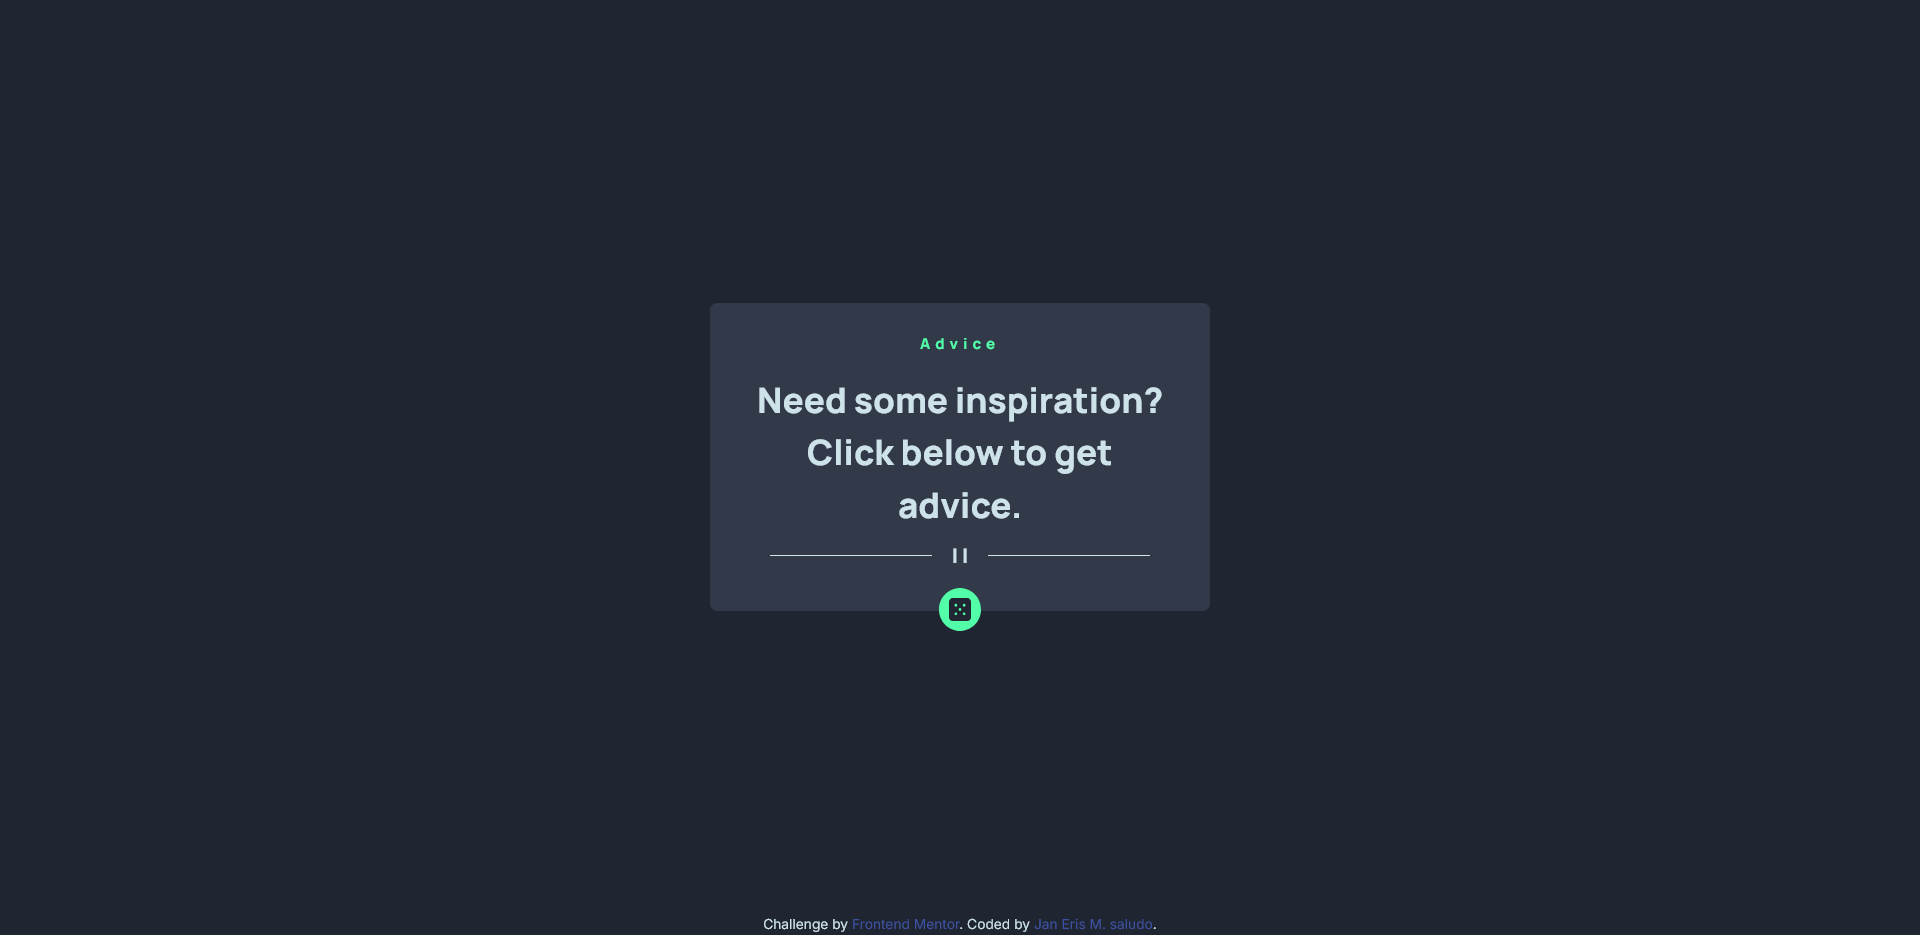 Advice
Need some inspiration?
Click below to get
advice.
Challenge by Frontend Mentor. Coded by Jan Eris M. saludo.